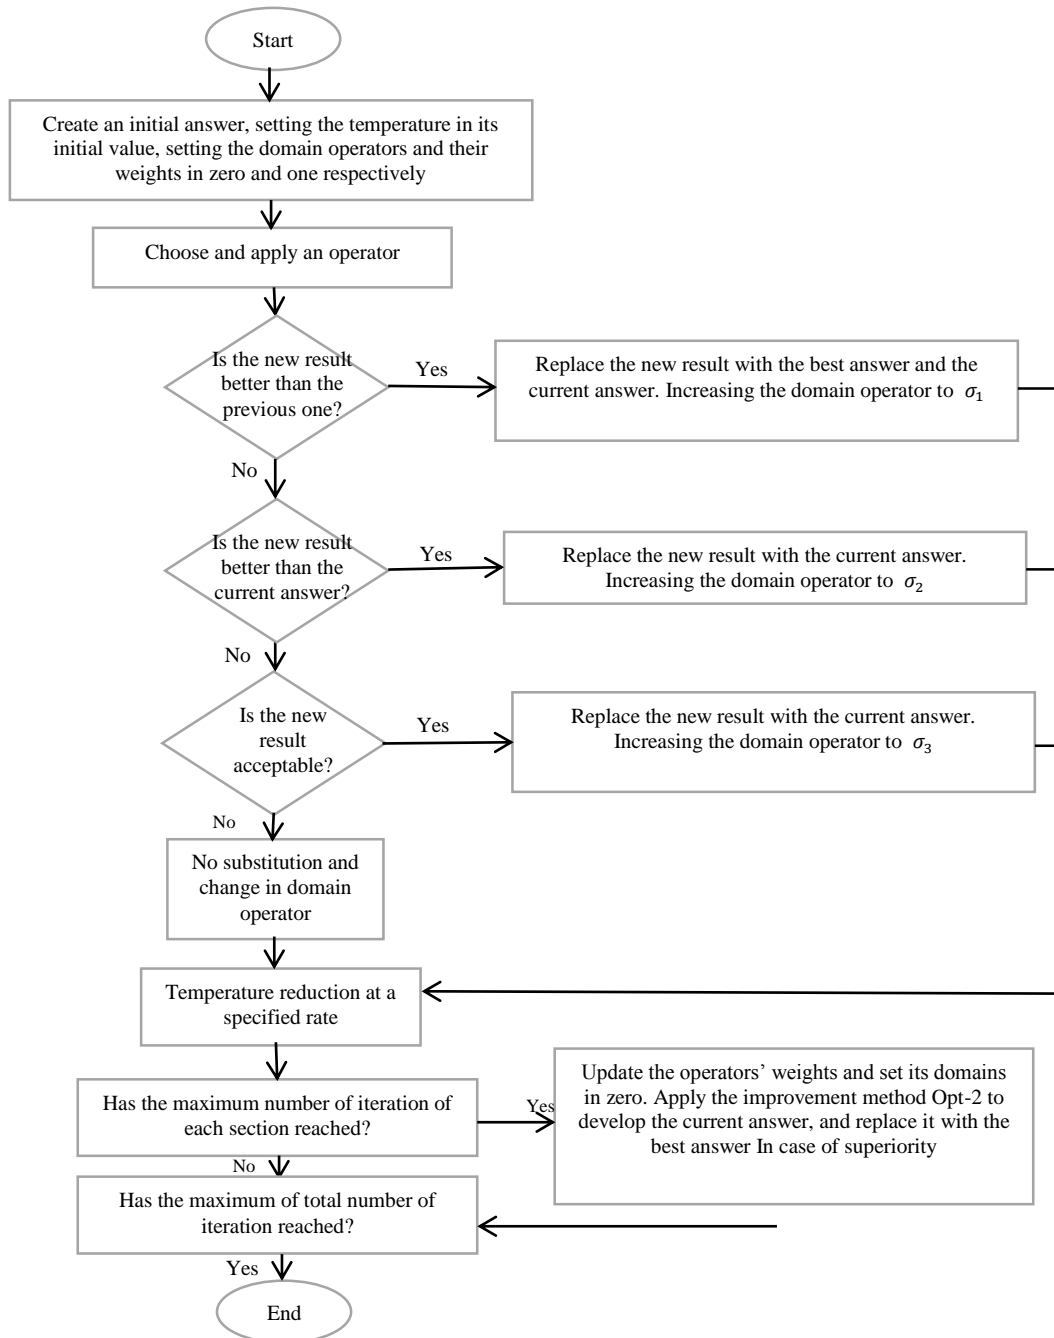 Start
Create an initial answer, setting the temperature in its
initial value, setting the domain operators and their
weights in zero and one respectively
Choose and apply an operator
Is the new result
better than the
previous one?
Yes
Replace the new result with the best answer and the
current answer. Increasing the domain operator to σ₁
No
Is the new result
better than the
current answer?
Yes
Replace the new result with the current answer.
Increasing the domain operator to σ₂
No
Is the new
result
acceptable?
Yes
Replace the new result with the current answer.
Increasing the domain operator to σ₃
No
No substitution and
change in domain
operator
Temperature reduction at a
specified rate
Has the maximum number of iteration of
each section reached?
Yes
Update the operators’ weights and set its domains
in zero. Apply the improvement method Opt-2 to
develop the current answer, and replace it with the
best answer In case of superiority
No
Has the maximum of total number of
iteration reached?
Yes
End